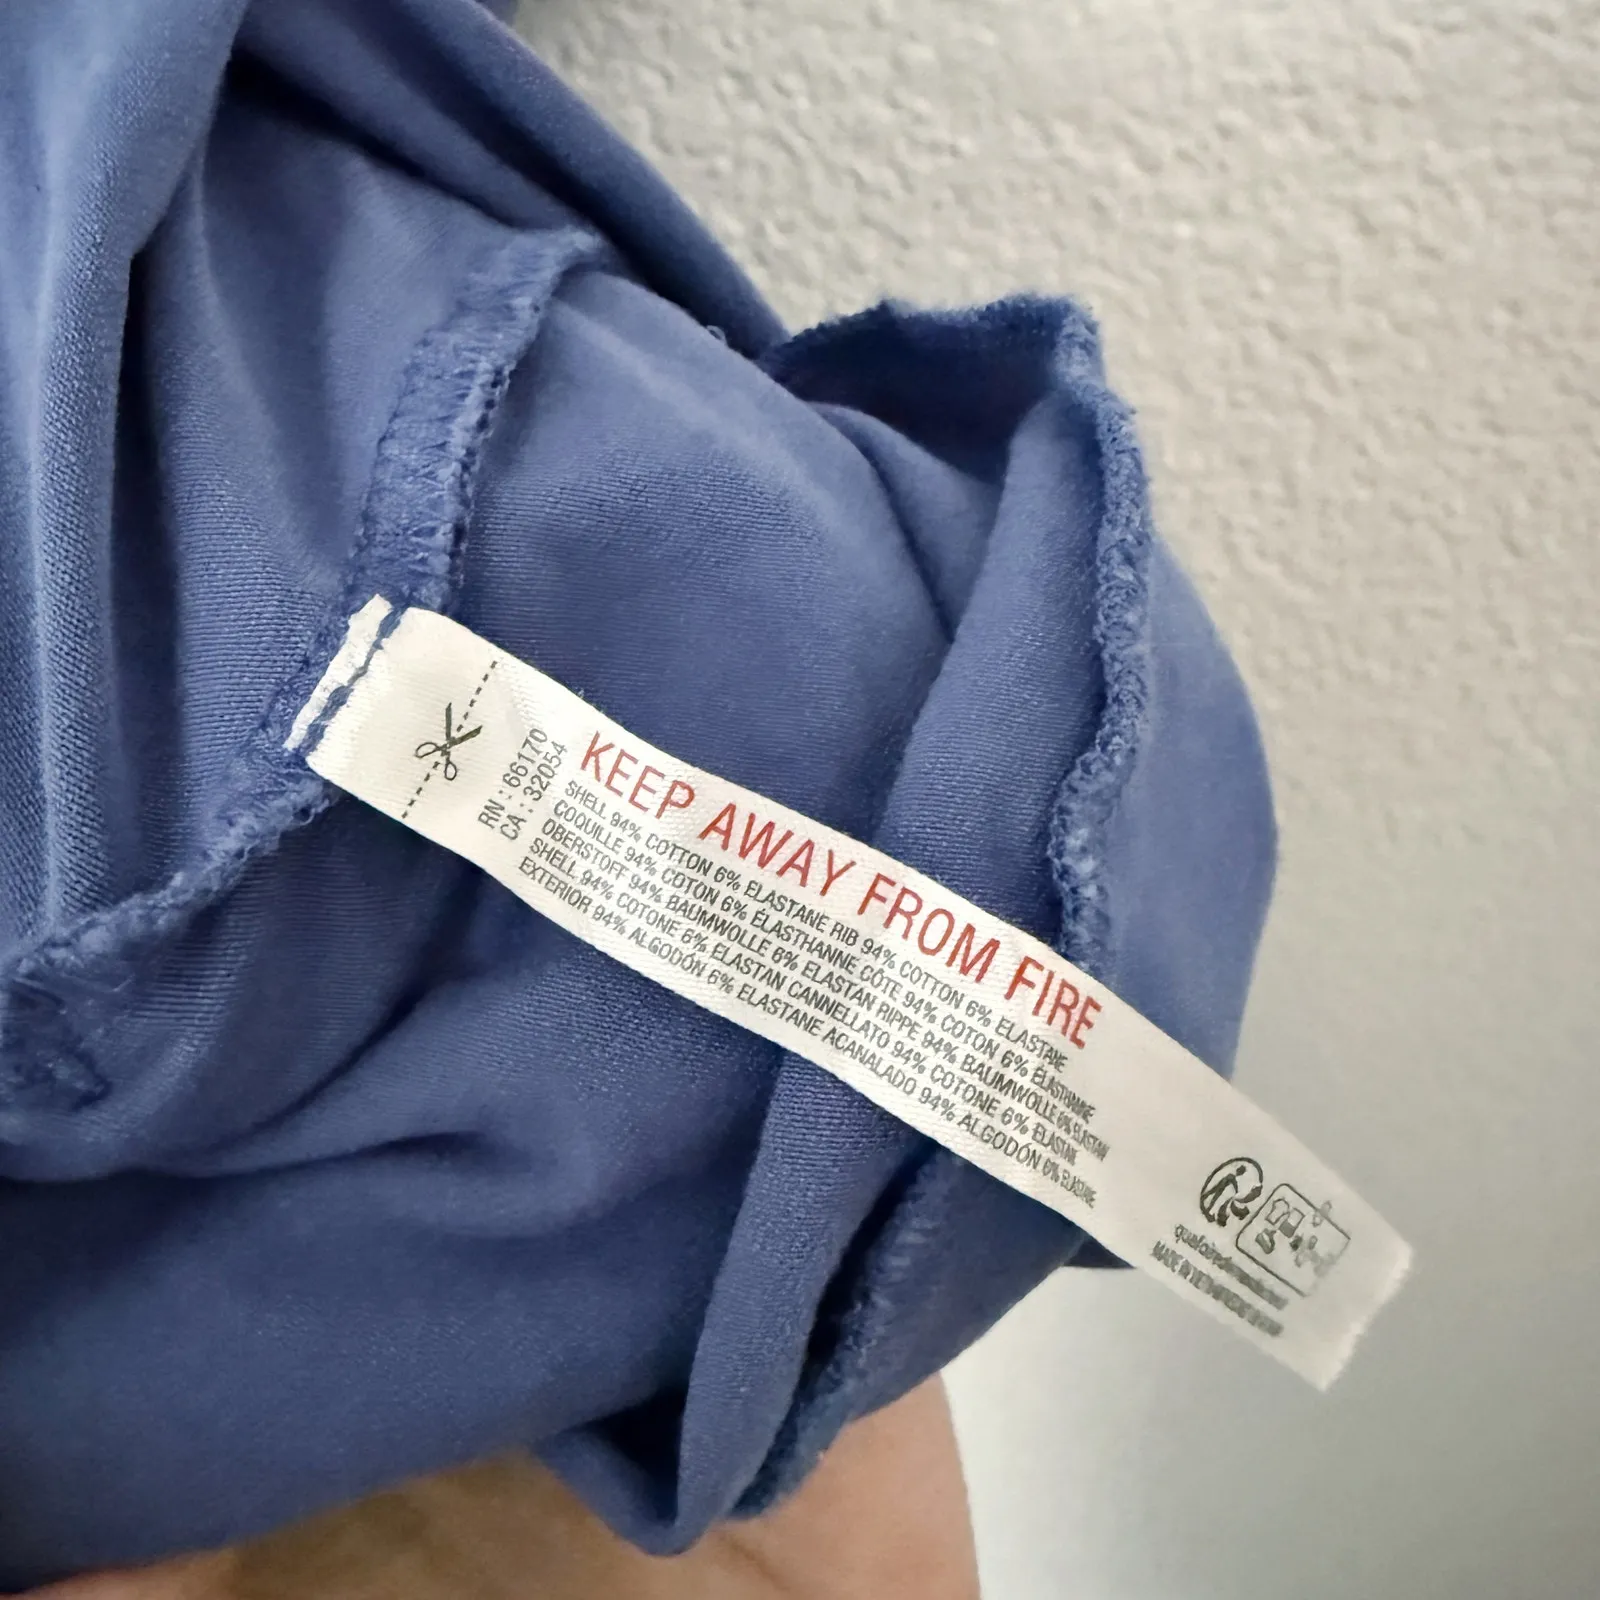 RN : 66170
CA : 32054
KEEP AWAY FROM FIRE
SHELL 94% COTTON 6% ELASTANE RIB 94% COTTON 6% ELASTANE
COQUILLE 94% COTON 6% ÉLASTHANNE CÔTE 94% COTON 6% ÉLASTHANNE
OBERSTOFF 94% BAUMWOLLE 6% ELASTAN RIPPE 94% BAUMWOLLE 6% ELASTAN
SHELL 94% COTONE 6% ELASTAN CANNELLATO 94% COTONE 6% ELASTAN
EXTERIOR 94% ALGODÓN 6% ELASTANE ACANALADO 94% ALGODÓN 6% ELASTANE
MADE IN